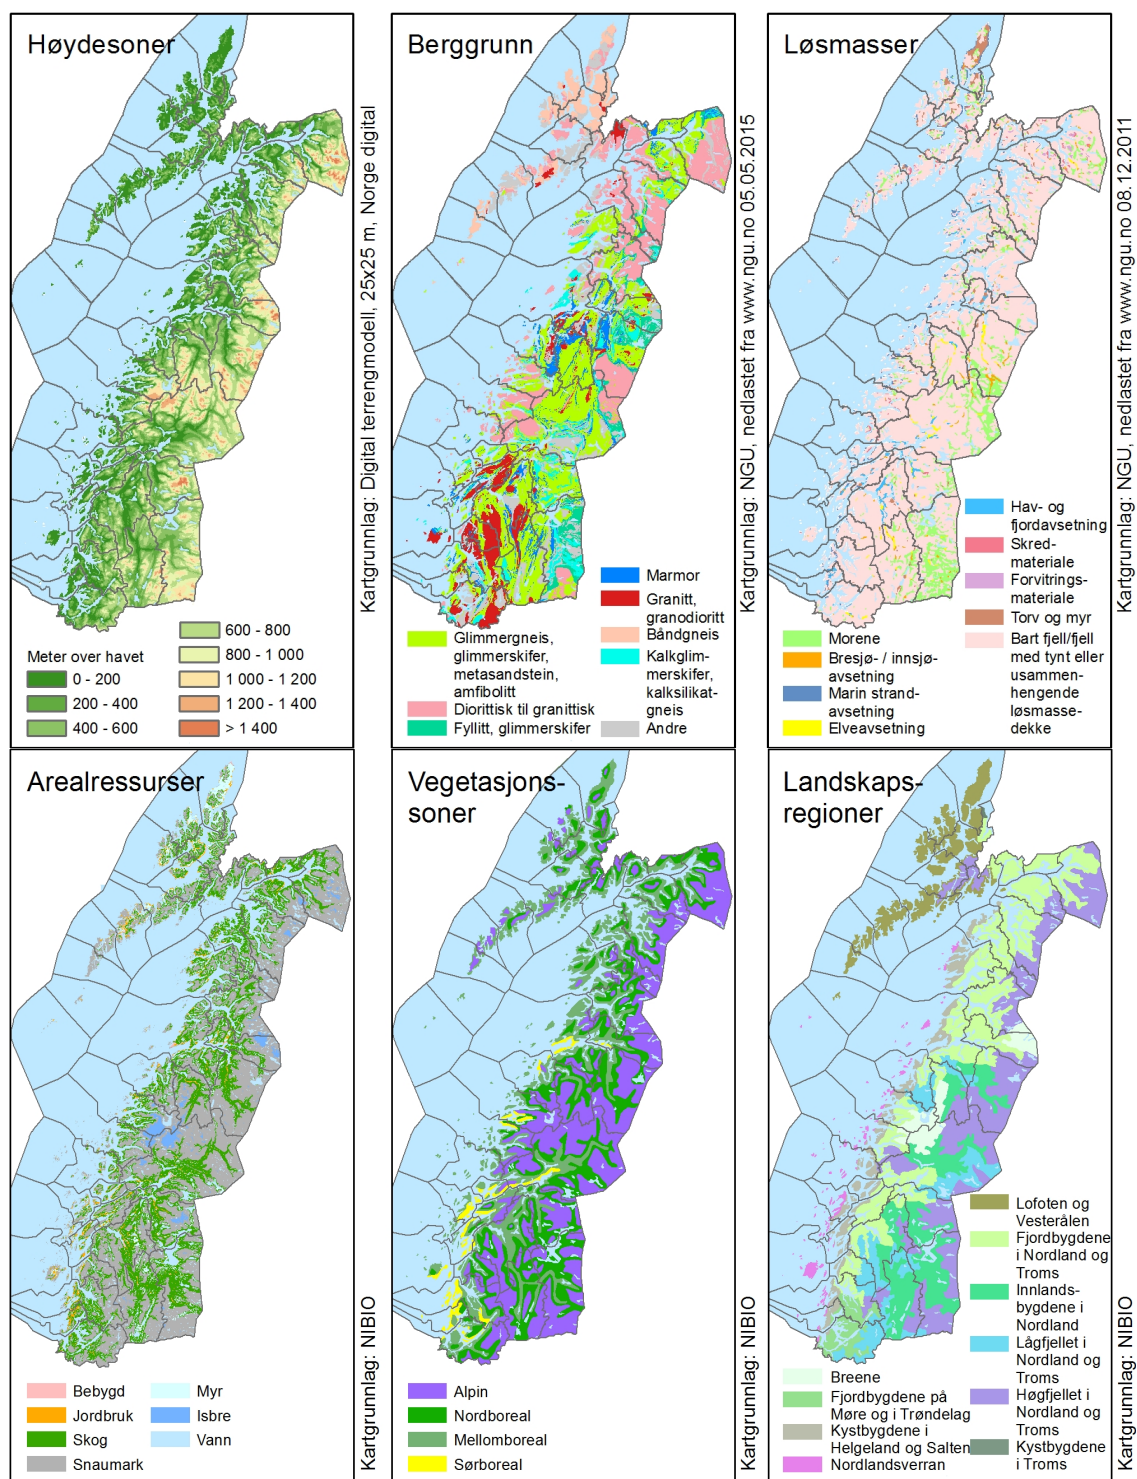 Høydesoner
Meter over havet
0 - 200
200 - 400
400 - 600
600 - 800
800 - 1 000
1 000 - 1 200
1 200 - 1 400
> 1 400
Kartgrunnlag: Digital terrengmodell, 25x25 m, Norge digital
Berggrunn
Glimmergneis,
glimmerskifer,
metasandstein,
amfibolitt
Diorittisk til granittisk
Fyllitt, glimmerskifer
Marmor
Granitt,
granodioritt
Båndgneis
Kalkglim-
merskifer,
kalksilikat-
gneis
Andre
Kartgrunnlag: NGU, nedlastet fra www.ngu.no 05.05.2015
Løsmasser
Morene
Bresjø- / innsjø-
avsetning
Marin strand-
avsetning
Elveavsetning
Hav- og
fjordavsetning
Skred-
materiale
Forvitrings-
materiale
Torv og myr
Bart fjell/fjell
med tynt eller
usammen-
hengende
løsmasse-
dekke
Kartgrunnlag: NGU, nedlastet fra www.ngu.no 08.12.2011
Arealressurser
Bebygd
Jordbruk
Skog
Snaumark
Myr
Isbre
Vann
Kartgrunnlag: NIBIO
Vegetasjons-
soner
Alpin
Nordboreal
Mellomboreal
Sørboreal
Kartgrunnlag: NIBIO
Landskaps-
regioner
Breene
Fjordbygdene på
Møre og i Trøndelag
Kystbygdene i
Helgeland og Salten
Nordlandsverran
Lofoten og
Vesterålen
Fjordbygdene
i Nordland og
Troms
Innlands-
bygdene i
Nordland
Lågfjellet i
Nordland og
Troms
Høgfjellet i
Nordland og
Troms
Kystbygdene
i Troms
Kartgrunnlag: NIBIO